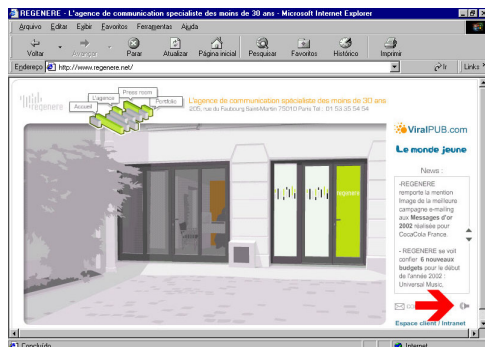 REGENERE - L'agence de communication spécialiste des moins de 30 ans - Microsoft Internet Explorer
Arquivo Editar Exibir Favoritos Ferramentas Ajuda
Voltar Avançar Parar Atualizar Página inicial Pesquisar Favoritos Histórico Imprimir
Endereço http://www.regenere.net/ Ir Links
Press room
L'agence
Portfolio
Accueil
regenere
L'agence de communication spécialiste des moins de 30 ans
205, rue du Faubourg Saint-Martin 75010 Paris Tel : 01 53 35 54 54
ViralPUB.com
Le monde jeune
News :
-REGENERE
remporte la mention
Image de la meilleure
campagne e-mailing
aux Messages d'or
2002 réalisée pour
CocaCola France.
- REGENERE se voit
confier 6 nouveaux
budgets pour le début
de l'année 2002 :
Universal Music,
regenere
Espace client / Intranet
Concluído Internet